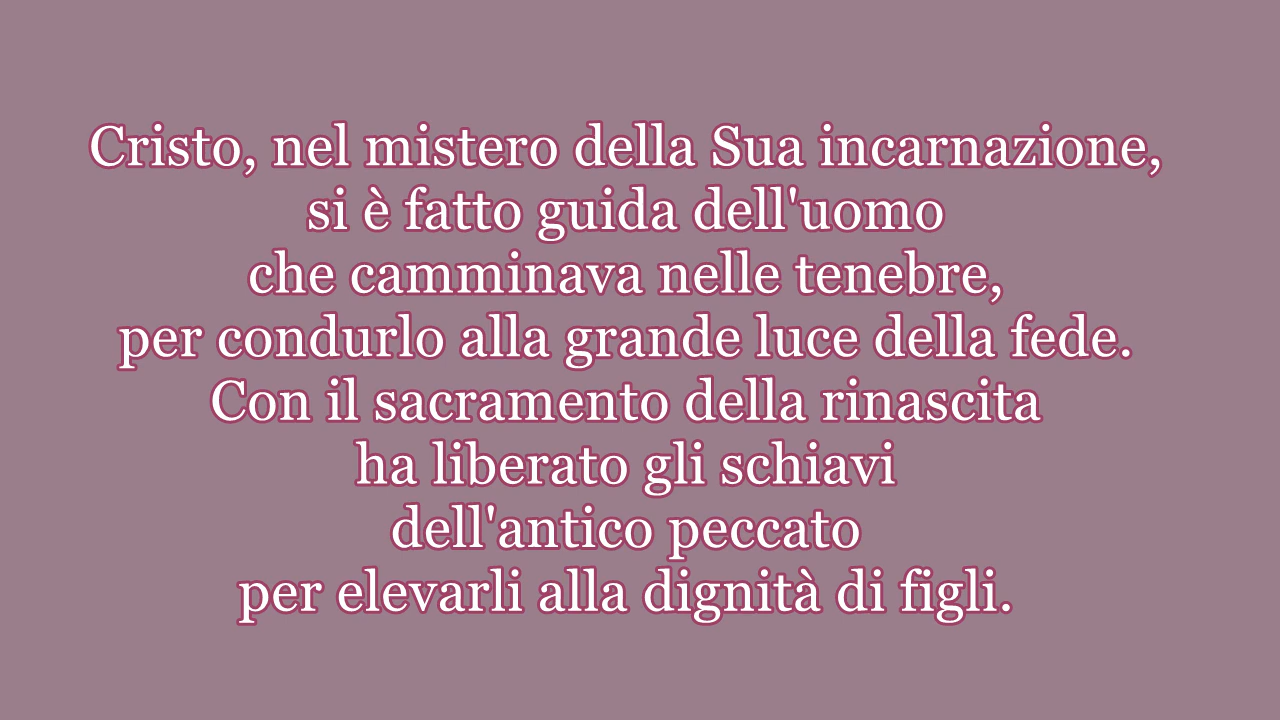 Cristo, nel mistero della Sua incarnazione,
si è fatto guida dell'uomo
che camminava nelle tenebre,
per condurlo alla grande luce della fede.
Con il sacramento della rinascita
ha liberato gli schiavi
dell'antico peccato
per elevarli alla dignità di figli.